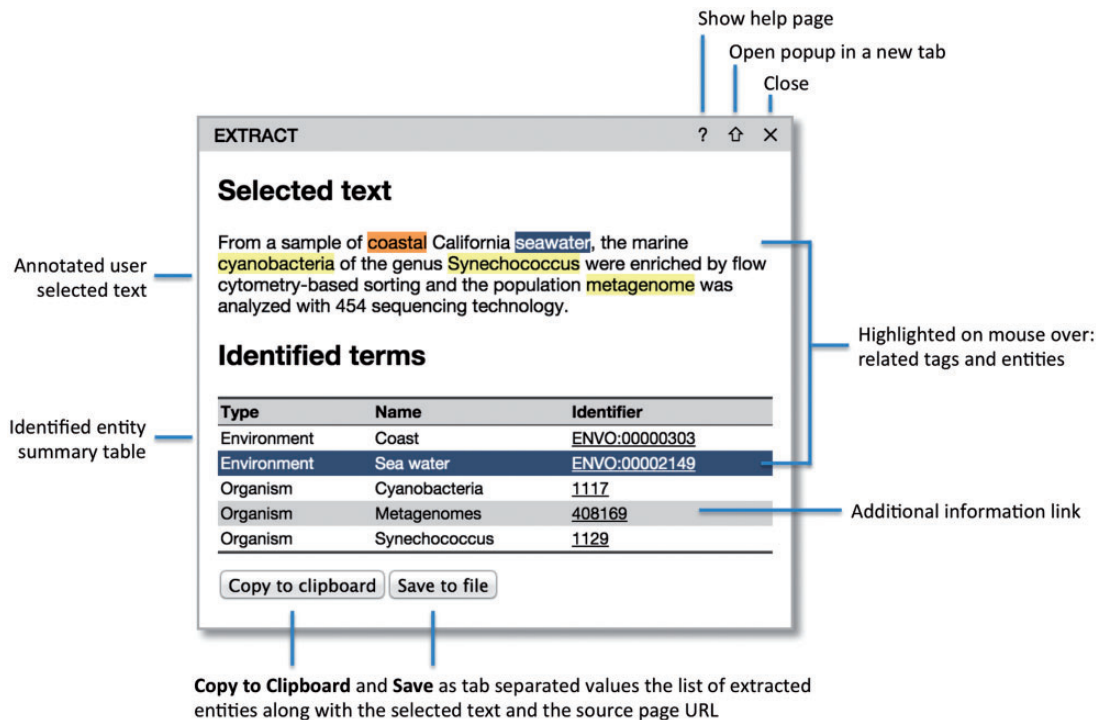 Show help page
Open popup in a new tab
Close
EXTRACT ? ⇧ ×
Selected text
From a sample of coastal California seawater, the marine
cyanobacteria of the genus Synechococcus were enriched by flow
cytometry-based sorting and the population metagenome was
analyzed with 454 sequencing technology.
Annotated user
selected text
Highlighted on mouse over:
related tags and entities
Identified terms
Identified entity
summary table
Type Name Identifier
Environment Coast ENVO:00000303
Environment Sea water ENVO:00002149
Organism Cyanobacteria 1117
Organism Metagenomes 408169
Organism Synechococcus 1129
Additional information link
Copy to clipboard Save to file
Copy to Clipboard and Save as tab separated values the list of extracted
entities along with the selected text and the source page URL